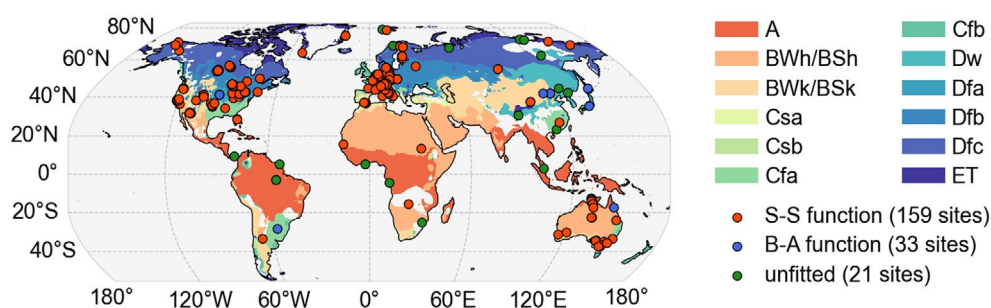 80°N
60°N
40°N
20°N
0°
20°S
40°S
180° 120°W 60°W 0° 60°E 120°E 180°
A
BWh/BSh
BWk/BSk
Csa
Csb
Cfa
Cfb
Dw
Dfa
Dfb
Dfc
ET
S-S function (159 sites)
B-A function (33 sites)
unfitted (21 sites)